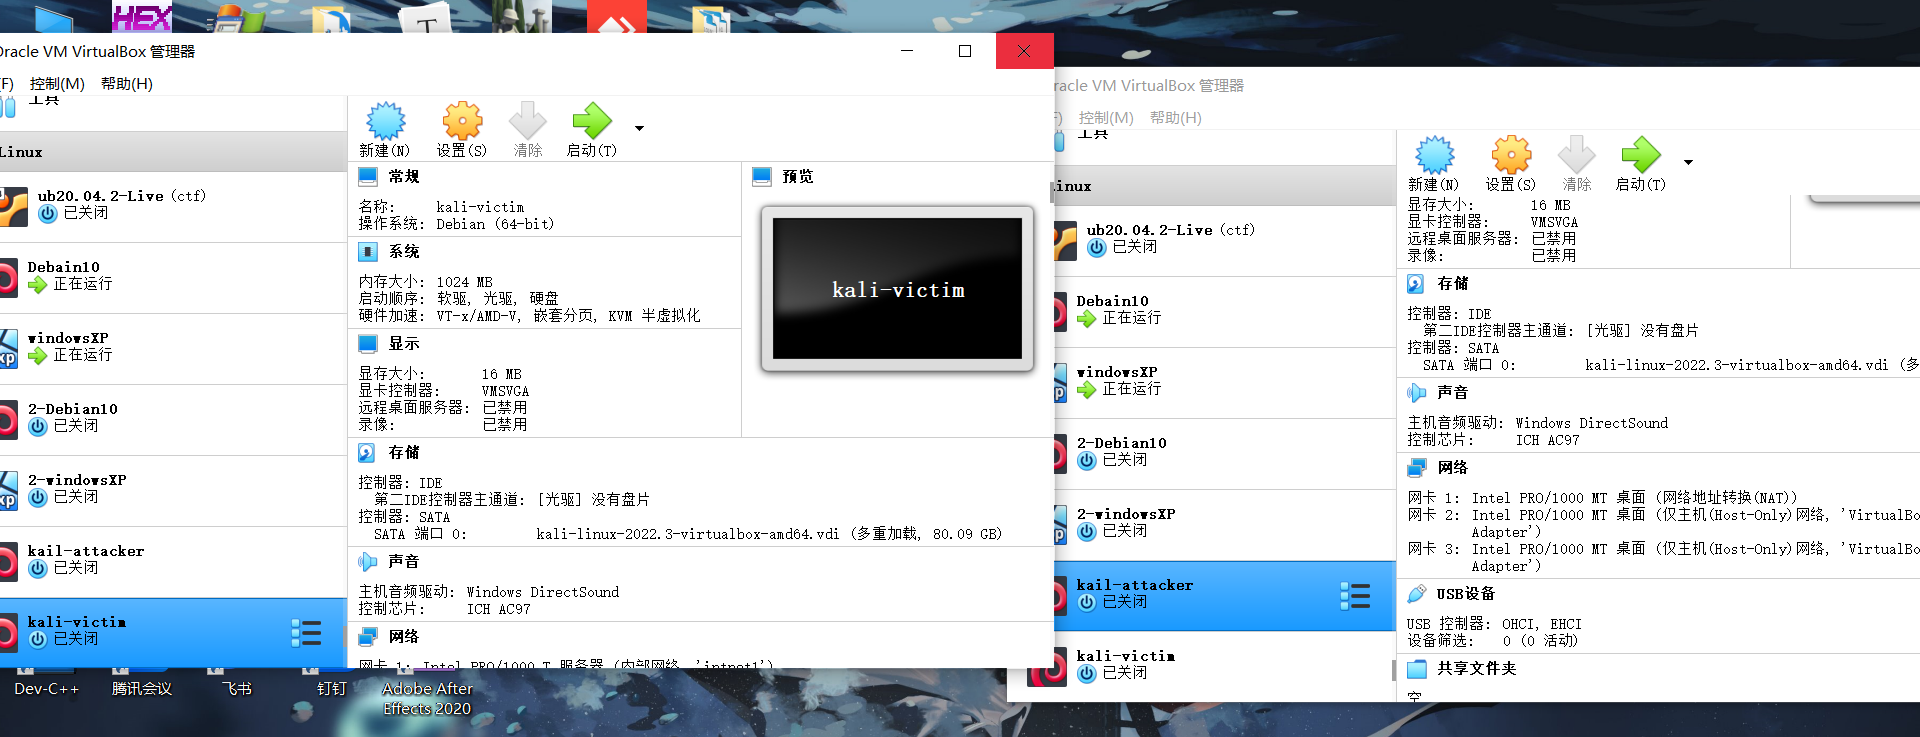 HEX
T
Oracle VM VirtualBox 管理器
(F) 控制(M) 帮助(H)
工具
Linux
ub20.04.2-Live (ctf)
已关闭
Debain10
正在运行
windowsXP
正在运行
2-Debian10
已关闭
2-windowsXP
已关闭
kail-attacker
已关闭
kali-victim
已关闭
新建(N) 设置(S) 清除 启动(T)
常规
名称: kali-victim
操作系统: Debian (64-bit)
系统
内存大小: 1024 MB
启动顺序: 软驱, 光驱, 硬盘
硬件加速: VT-x/AMD-V, 嵌套分页, KVM 半虚拟化
显示
显存大小: 16 MB
显卡控制器: VMSVGA
远程桌面服务器: 已禁用
录像: 已禁用
存储
控制器: IDE
第二IDE控制器主通道: [光驱] 没有盘片
控制器: SATA
SATA 端口 0: kali-linux-2022.3-virtualbox-amd64.vdi (多重加载, 80.09 GB)
声音
主机音频驱动: Windows DirectSound
控制芯片: ICH AC97
网络
网卡 1: Intel PRO/1000 T 服务器 (内部网络, 'intnet1')
预览
kali-victim
racle VM VirtualBox 管理器
F) 控制(M) 帮助(H)
工具
inux
ub20.04.2-Live (ctf)
已关闭
Debain10
正在运行
windowsXP
正在运行
2-Debian10
已关闭
2-windowsXP
已关闭
kail-attacker
已关闭
kali-victim
已关闭
新建(N) 设置(S) 清除 启动(T)
显存大小: 16 MB
显卡控制器: VMSVGA
远程桌面服务器: 已禁用
录像: 已禁用
存储
控制器: IDE
第二IDE控制器主通道: [光驱] 没有盘片
控制器: SATA
SATA 端口 0: kali-linux-2022.3-virtualbox-amd64.vdi (多
声音
主机音频驱动: Windows DirectSound
控制芯片: ICH AC97
网络
网卡 1: Intel PRO/1000 MT 桌面 (网络地址转换(NAT))
网卡 2: Intel PRO/1000 MT 桌面 (仅主机(Host-Only)网络, 'VirtualBo
Adapter')
网卡 3: Intel PRO/1000 MT 桌面 (仅主机(Host-Only)网络, 'VirtualBo
Adapter')
USB设备
USB 控制器: OHCI, EHCI
设备筛选: 0 (0 活动)
共享文件夹
空
Dev-C++
腾讯会议
飞书
钉钉
Adobe After
Effects 2020